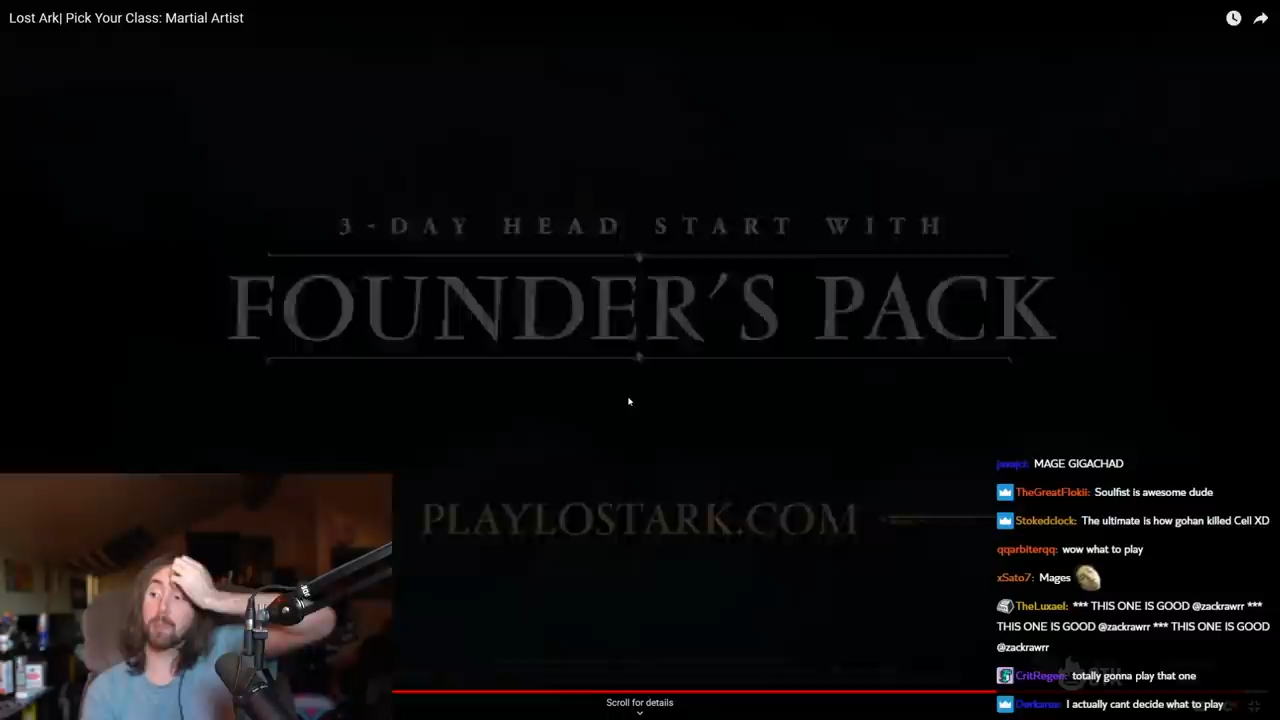 Lost Ark| Pick Your Class: Martial Artist
3-DAY HEAD START WITH
FOUNDER'S PACK
PLAYLOSTARK.COM
MAGE GIGACHAD
TheGreatFlokii: Soulfist is awesome dude
Stokedclock: The ultimate is how gohan killed Cell XD
qqarbiterqq: wow what to play
xSato7: Mages
TheLuxael: *** THIS ONE IS GOOD @zackrawrr ***
THIS ONE IS GOOD @zackrawrr *** THIS ONE IS GOOD
@zackrawrr
CritRegen: totally gonna play that one
I actually cant decide what to play
Scroll for details